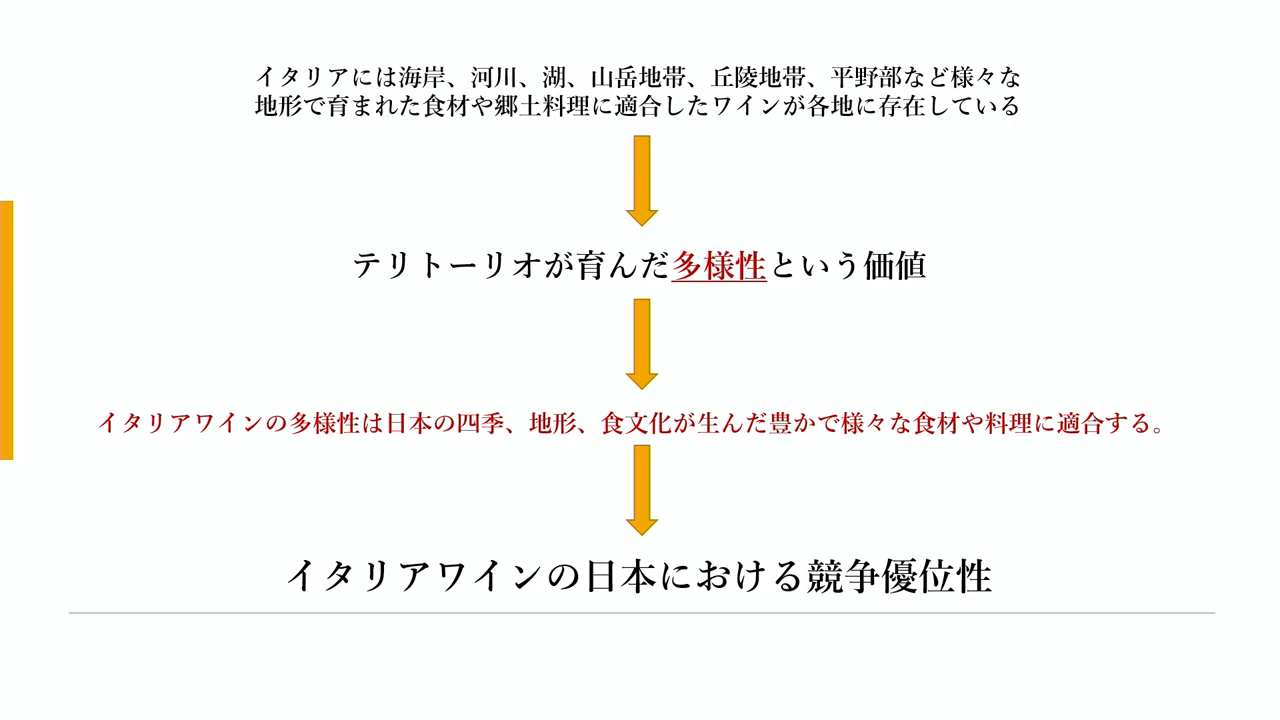 イタリアには海岸、河川、湖、山岳地帯、丘陵地帯、平野部など様々な
地形で育まれた食材や郷土料理に適合したワインが各地に存在している
テリトーリオが育んだ多様性という価値
イタリアワインの多様性は日本の四季、地形、食文化が生んだ豊かで様々な食材や料理に適合する。
イタリアワインの日本における競争優位性